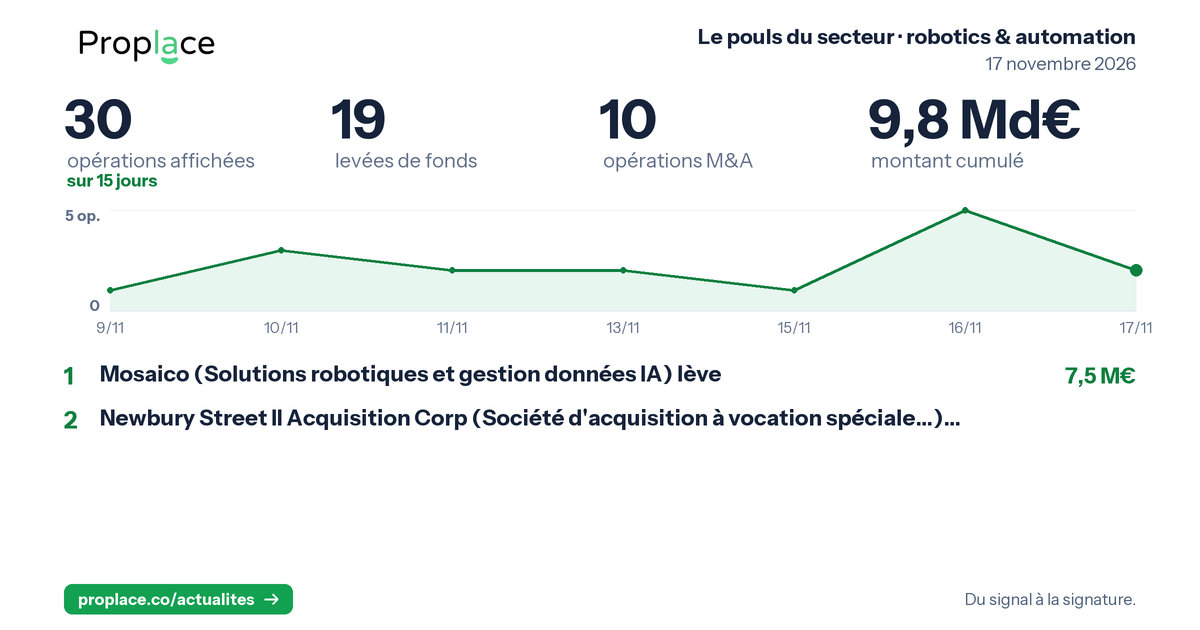 Proplace
Le pouls du secteur · robotics & automation
17 novembre 2026
30
opérations affichées
sur 15 jours
19
levées de fonds
10
opérations M&A
9,8 Md€
montant cumulé
5 op.
0
9/11 10/11 11/11 13/11 15/11 16/11 17/11
1 Mosaico (Solutions robotiques et gestion données IA) lève 7,5 M€
2 Newbury Street II Acquisition Corp (Société d'acquisition à vocation spéciale...)...
proplace.co/actualites →
Du signal à la signature.